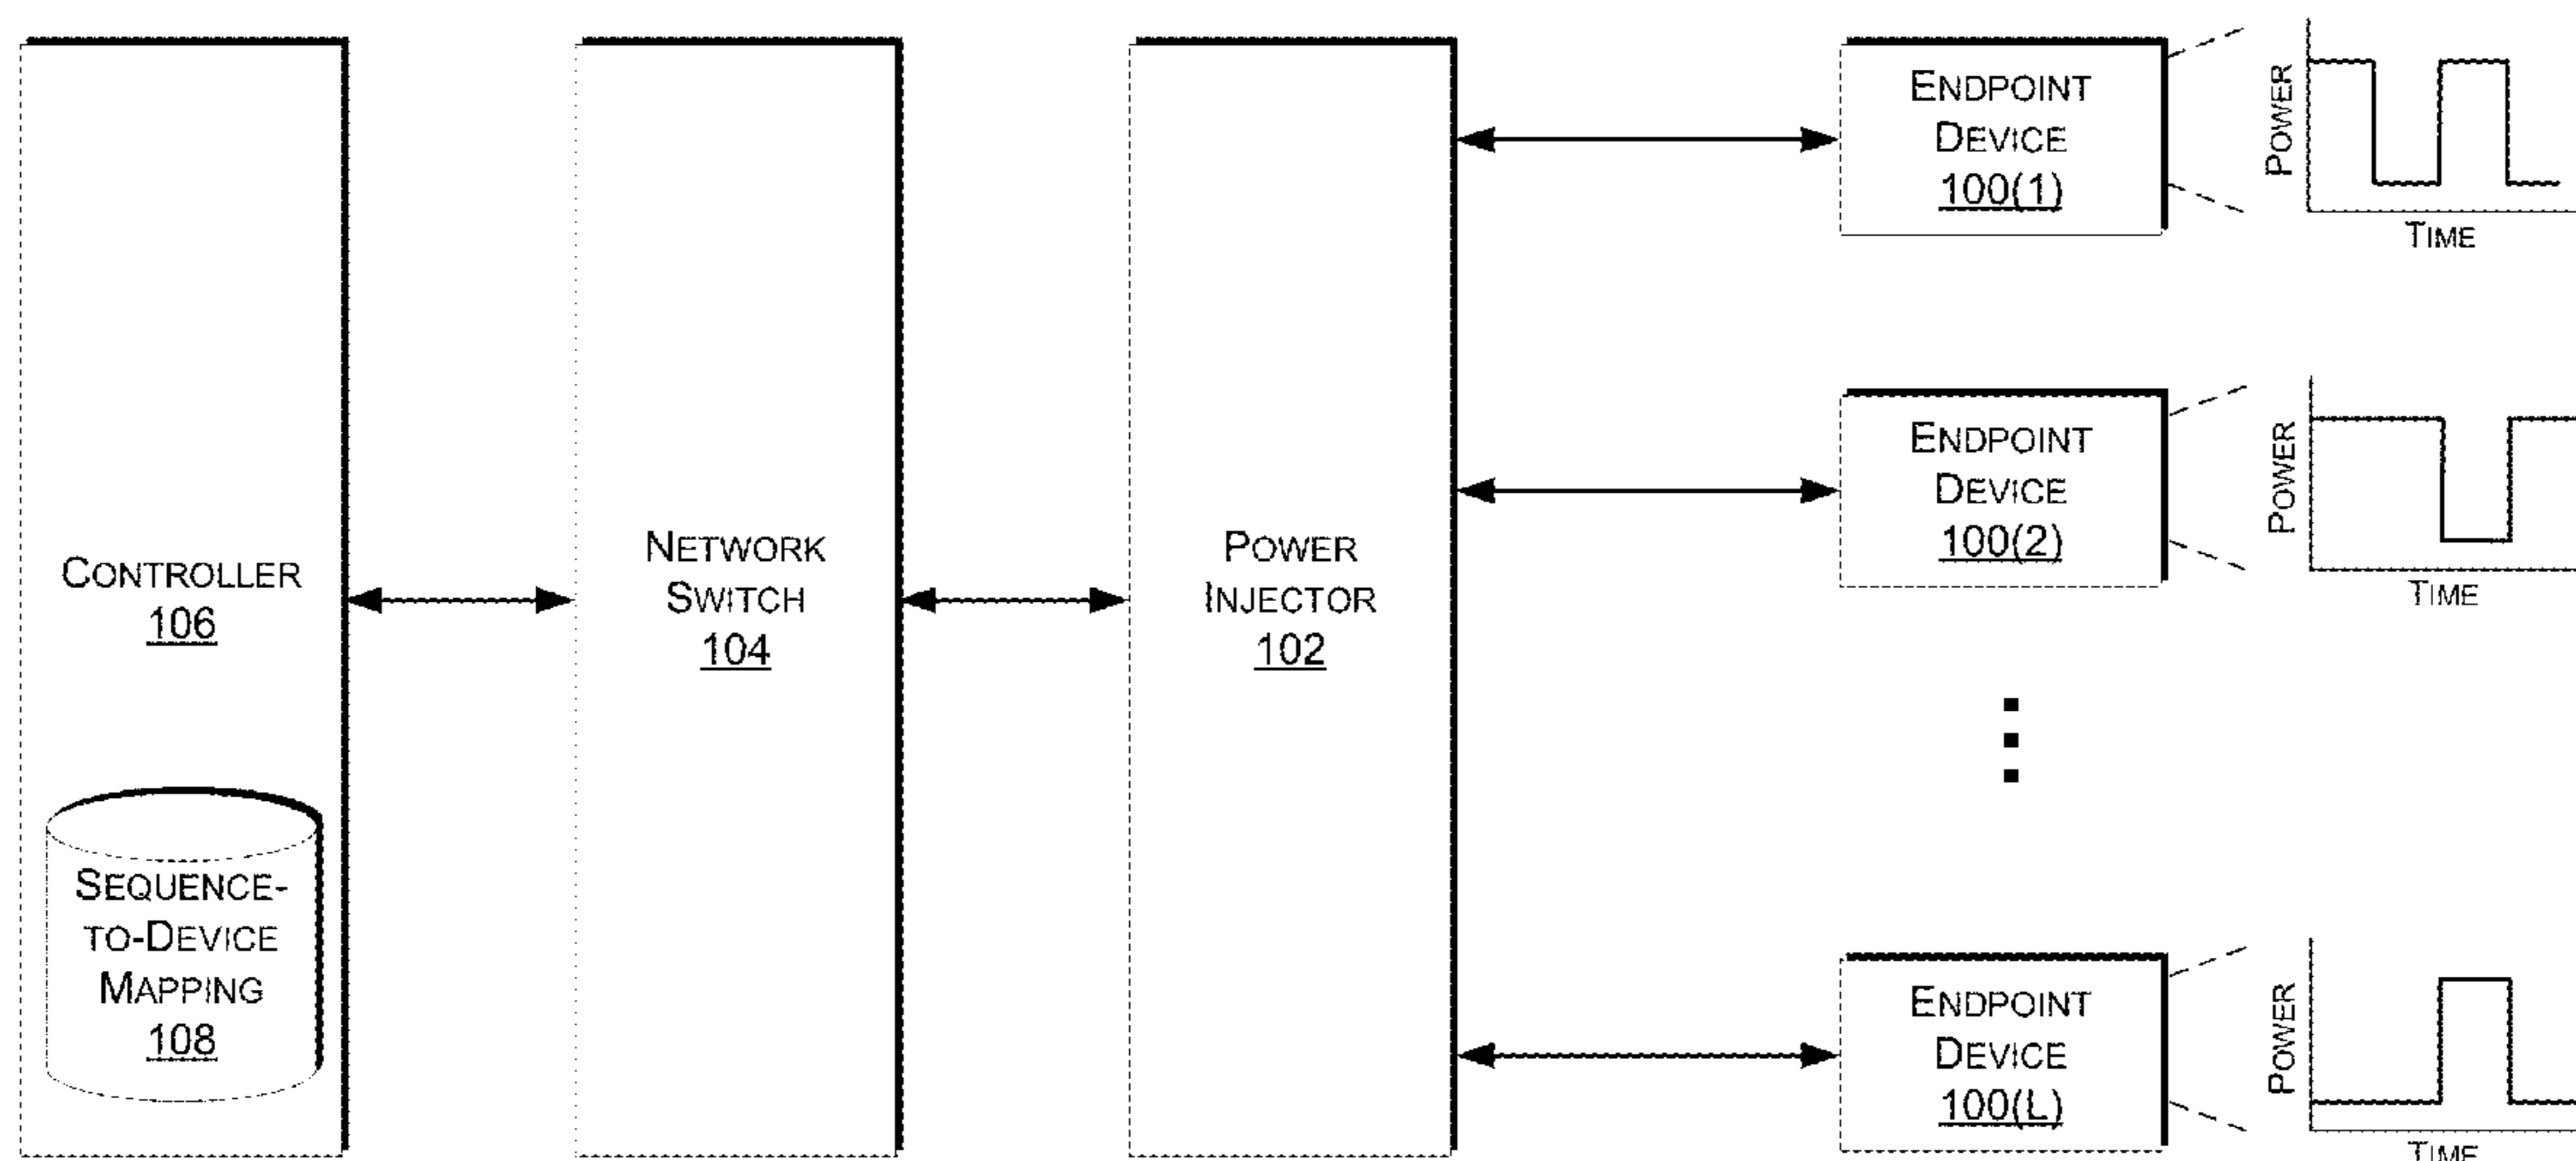 CONTROLLER
106
SEQUENCE-
TO-DEVICE
MAPPING
108
NETWORK
SWITCH
104
POWER
INJECTOR
102
ENDPOINT
DEVICE
100(1)
POWER
TIME
ENDPOINT
DEVICE
100(2)
POWER
TIME
ENDPOINT
DEVICE
100(L)
POWER
TIME